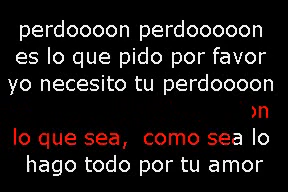 perdoooon perdooooon
es lo que pido por favor
yo necesito tu perdoooon
on
lo que sea, como sea lo
hago todo por tu amor